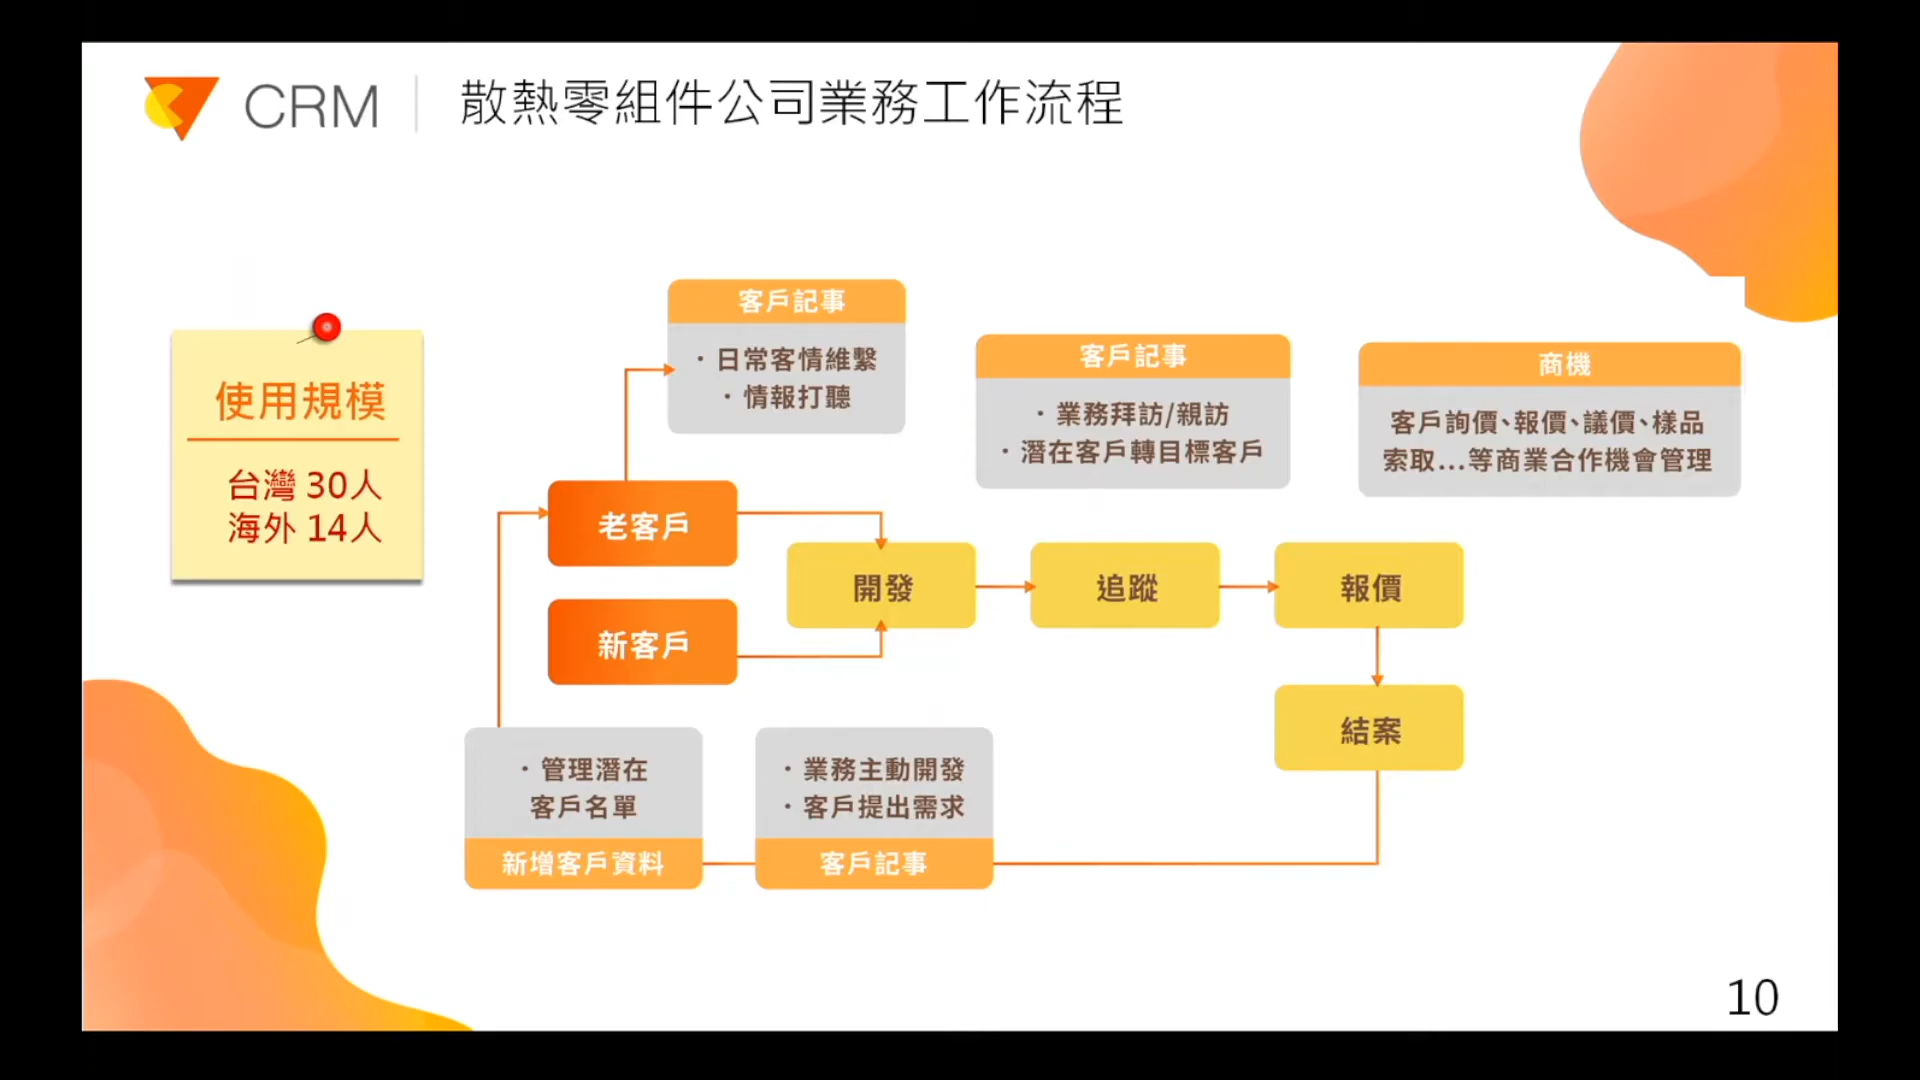 CRM
散熱零組件公司業務工作流程
使用規模
台灣 30人
海外 14人
客戶記事
・日常客情維繫
・情報打聽
客戶記事
・業務拜訪/親訪
・潛在客戶轉目標客戶
商機
客戶詢價、報價、議價、樣品
索取...等商業合作機會管理
老客戶
新客戶
開發
追蹤
報價
結案
・管理潛在
客戶名單
新增客戶資料
・業務主動開發
・客戶提出需求
客戶記事
10